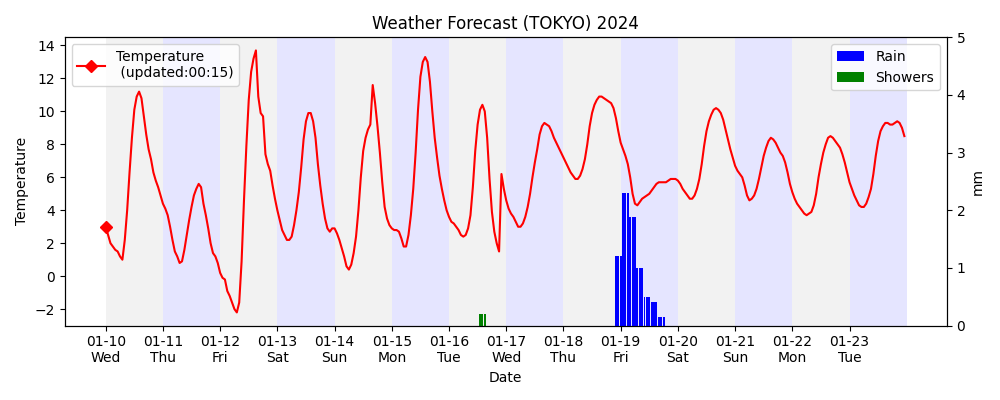 Weather Forecast (TOKYO) 2024
Temperature
(updated:00:15)
Rain
Showers
Temperature
14
12
10
8
6
4
2
0
−2
5
4
3
2
1
0
mm
01-10 01-11 01-12 01-13 01-14 01-15 01-16 01-17 01-18 01-19 01-20 01-21 01-22 01-23
Wed Thu Fri Sat Sun Mon Tue Wed Thu Fri Sat Sun Mon Tue
Date